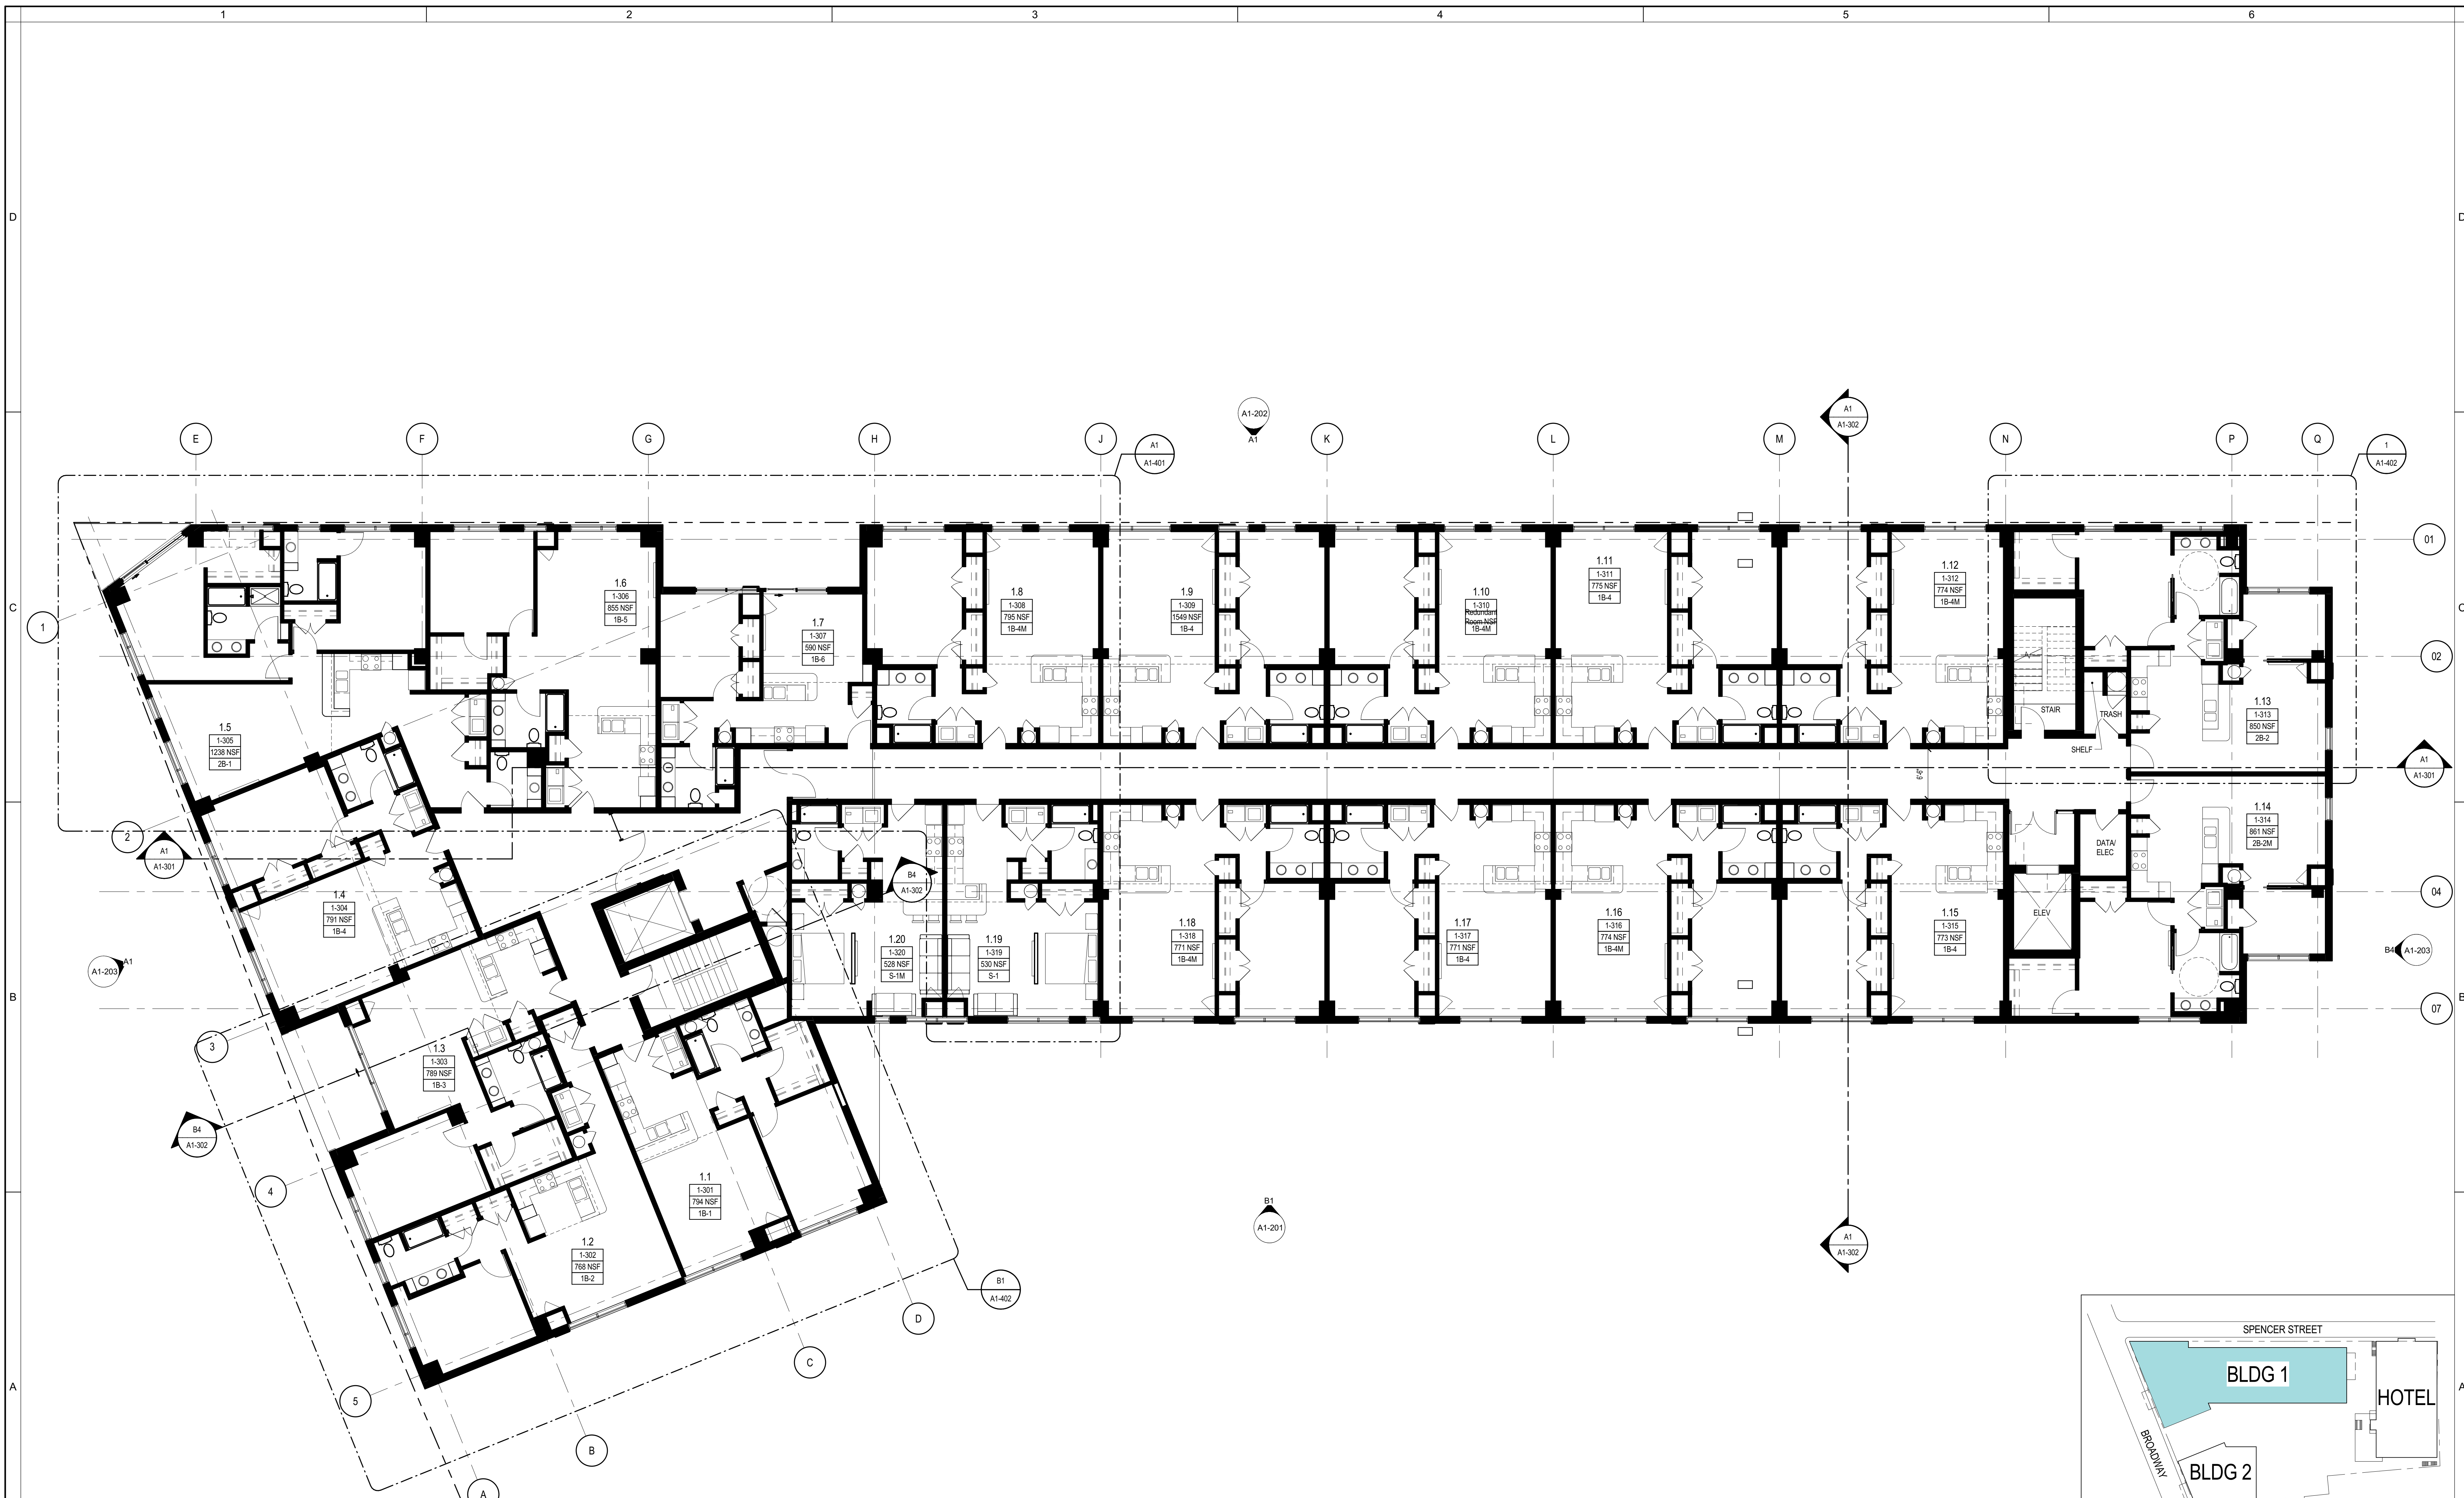 1 2 3 4 5 6
D D
C C
B B
A A
A1-202
A1
A1
A1-302
E F G H J K L M N P Q
A1
A1-401
1
A1-402
01
02
04
07
1
2
3
4
5
A
B
C
D
1.5
1-305
1238 NSF
2B-1
1.6
1-306
855 NSF
1B-5
1.7
1-307
590 NSF
1B-6
1.8
1-308
795 NSF
1B-4M
1.9
1-309
1549 NSF
1B-4
1.10
1-310
Redundant
Room NSF
1B-4M
1.11
1-311
775 NSF
1B-4
1.12
1-312
774 NSF
1B-4M
STAIR
TRASH
SHELF
1.13
1-313
850 NSF
2B-2
A1
A1-301
A1
A1-301
1.14
1-314
861 NSF
2B-2M
DATA/
ELEC
ELEV
B4 A1-203
1.4
1-304
791 NSF
1B-4
A1-203 A1
B4
A1-302
1.20
1-320
528 NSF
S-1M
1.19
1-319
530 NSF
S-1
1.18
1-318
771 NSF
1B-4M
1.17
1-317
771 NSF
1B-4
1.16
1-316
774 NSF
1B-4M
1.15
1-315
773 NSF
1B-4
1.3
1-303
789 NSF
1B-3
B4
A1-302
1.1
1-301
794 NSF
1B-1
1.2
1-302
768 NSF
1B-2
B1
A1-201
A1
A1-302
B1
A1-402
SPENCER STREET
BLDG 1
HOTEL
BROADWAY
BLDG 2